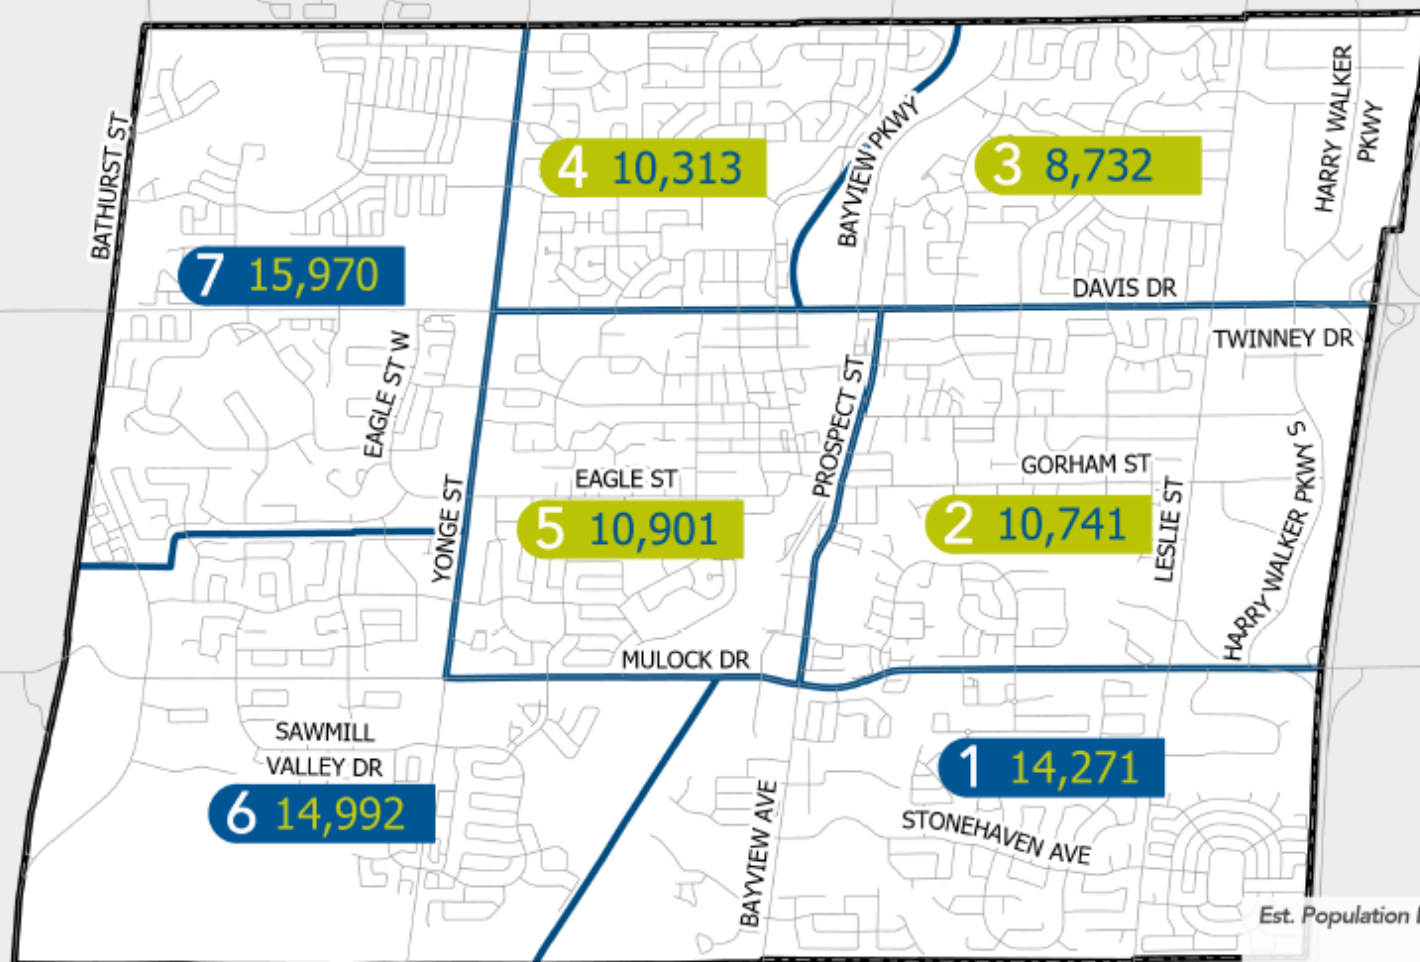 HARRY WALKER
PKWY
BATHURST ST
BAYVIEW PKWY
4 10,313
3 8,732
7 15,970
DAVIS DR
TWINNEY DR
EAGLE ST W
PROSPECT ST
YONGE ST
EAGLE ST
GORHAM ST
5 10,901
2 10,741
LESLIE ST
HARRY WALKER PKWY S
MULOCK DR
SAWMILL
VALLEY DR
6 14,992
1 14,271
STONEHAVEN AVE
BAYVIEW AVE
Est. Population